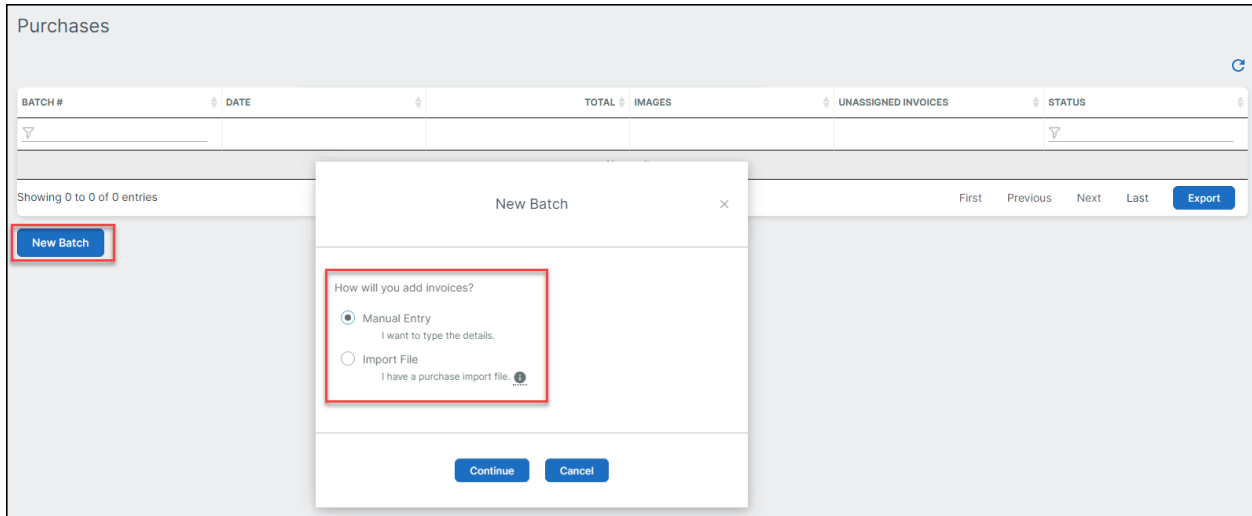 Purchases
BATCH # DATE TOTAL IMAGES UNASSIGNED INVOICES STATUS
Showing 0 to 0 of 0 entries
First Previous Next Last Export
New Batch
New Batch
How will you add invoices?
Manual Entry
I want to type the details.
Import File
I have a purchase import file.
Continue Cancel